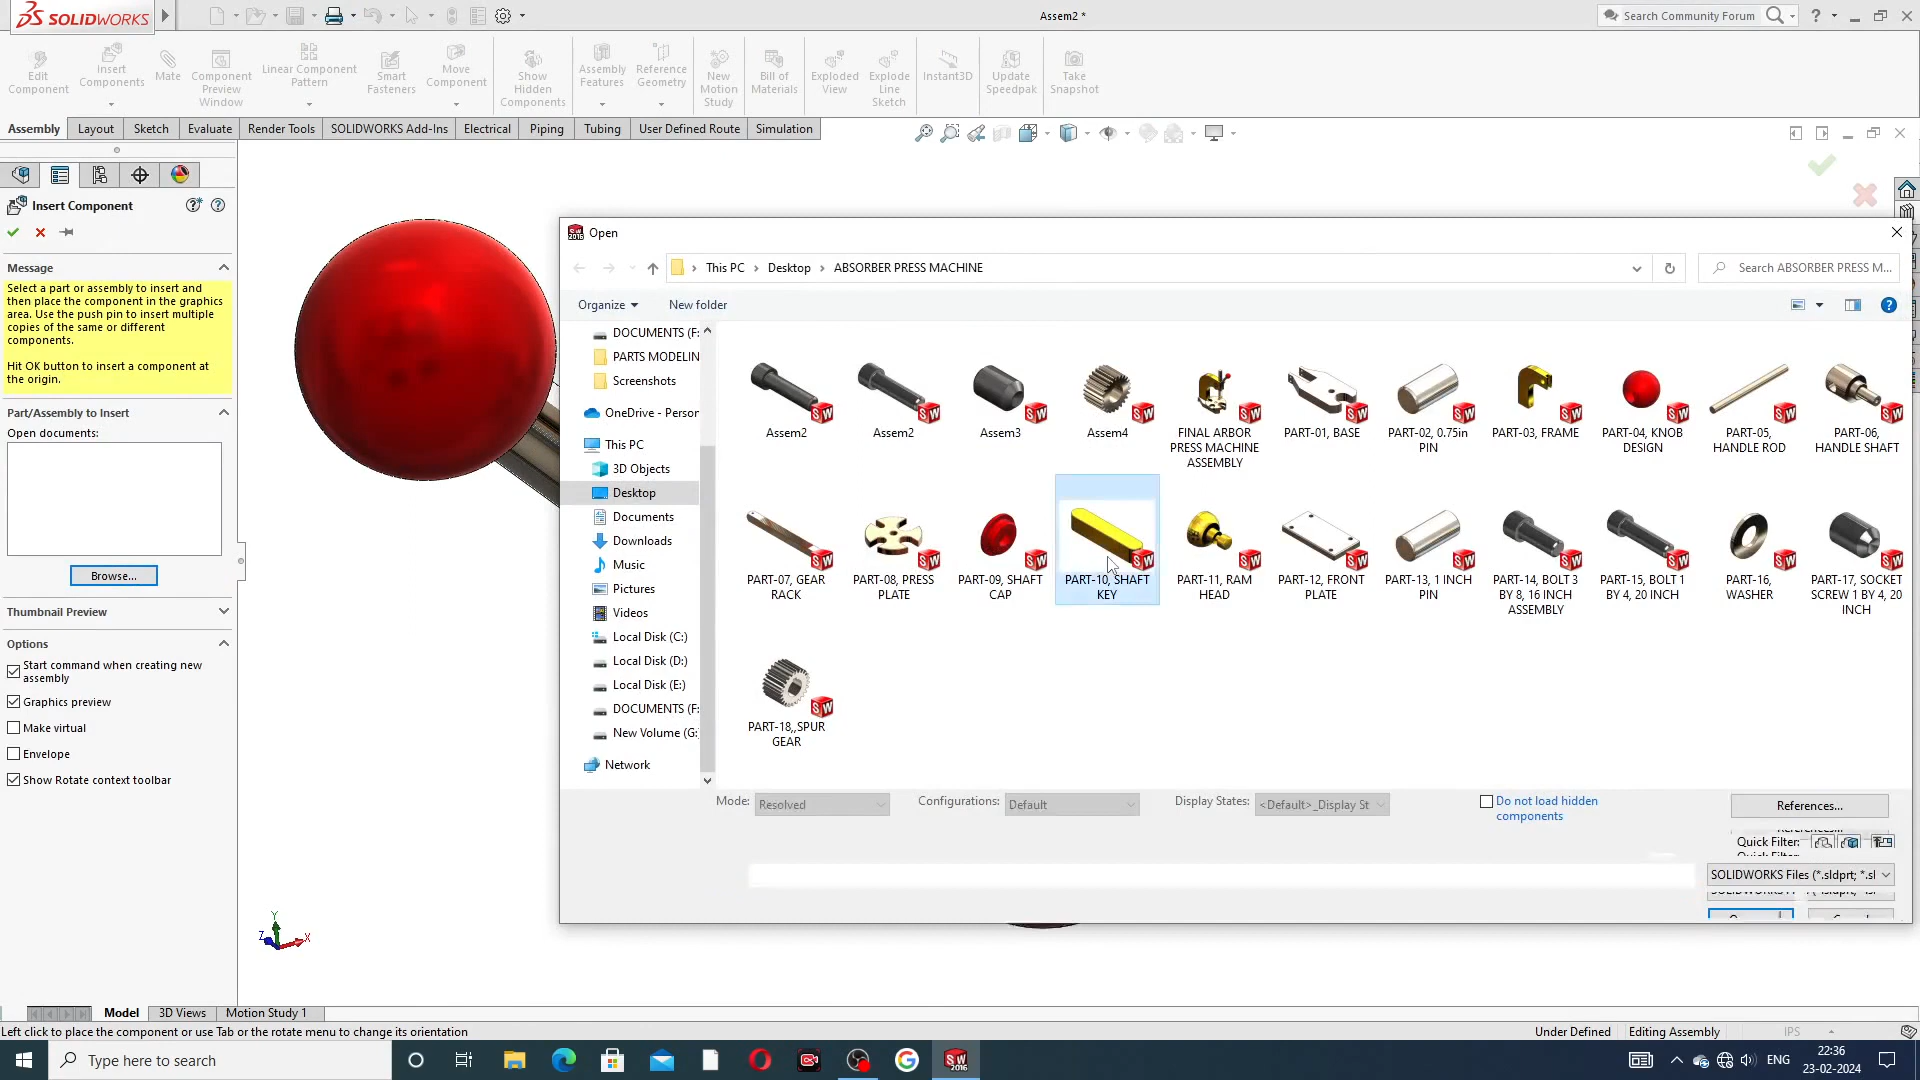 SOLIDWORKS
Assem2 *
Search Community Forum
Edit
Component
Insert
Components
Mate
Component
Preview
Window
Linear Component
Pattern
Smart
Fasteners
Move
Component
Show
Hidden
Components
Assembly
Features
Reference
Geometry
New
Motion
Study
Bill of
Materials
Exploded
View
Explode
Line
Sketch
Instant3D
Update
Speedpak
Take
Snapshot
Assembly
Layout
Sketch
Evaluate
Render Tools
SOLIDWORKS Add-Ins
Electrical
Piping
Tubing
User Defined Route
Simulation
Insert Component
Message
Select a part or assembly to insert and
then place the component in the graphics
area. Use the push pin to insert multiple
copies of the same or different
components.
Hit OK button to insert a component at
the origin.
Part/Assembly to Insert
Open documents:
Browse...
Thumbnail Preview
Options
Start command when creating new
assembly
Graphics preview
Make virtual
Envelope
Show Rotate context toolbar
Open
This PC
Desktop
ABSORBER PRESS MACHINE
Search ABSORBER PRESS M...
Organize
New folder
DOCUMENTS (F:
PARTS MODELIN
Screenshots
OneDrive - Person
This PC
3D Objects
Desktop
Documents
Downloads
Music
Pictures
Videos
Local Disk (C:)
Local Disk (D:)
Local Disk (E:)
DOCUMENTS (F:
New Volume (G:
Network
Assem2
Assem2
Assem3
Assem4
FINAL ARBOR
PRESS MACHINE
ASSEMBLY
PART-01, BASE
PART-02, 0.75in
PIN
PART-03, FRAME
PART-04, KNOB
DESIGN
PART-05,
HANDLE ROD
PART-06,
HANDLE SHAFT
PART-07, GEAR
RACK
PART-08, PRESS
PLATE
PART-09, SHAFT
CAP
PART-10, SHAFT
KEY
PART-11, RAM
HEAD
PART-12, FRONT
PLATE
PART-13, 1 INCH
PIN
PART-14, BOLT 3
BY 8, 16 INCH
ASSEMBLY
PART-15, BOLT 1
BY 4, 20 INCH
PART-16,
WASHER
PART-17, SOCKET
SCREW 1 BY 4, 20
INCH
PART-18,,SPUR
GEAR
Mode:
Resolved
Configurations:
Default
Display States:
<Default>_Display St
Do not load hidden
components
References...
Quick Filter:
SOLIDWORKS Files (*.sldprt; *.sl
Y
Z
X
Model
3D Views
Motion Study 1
Left click to place the component or use Tab or the rotate menu to change its orientation
Under Defined
Editing Assembly
IPS
Type here to search
ENG
22:36
23-02-2024